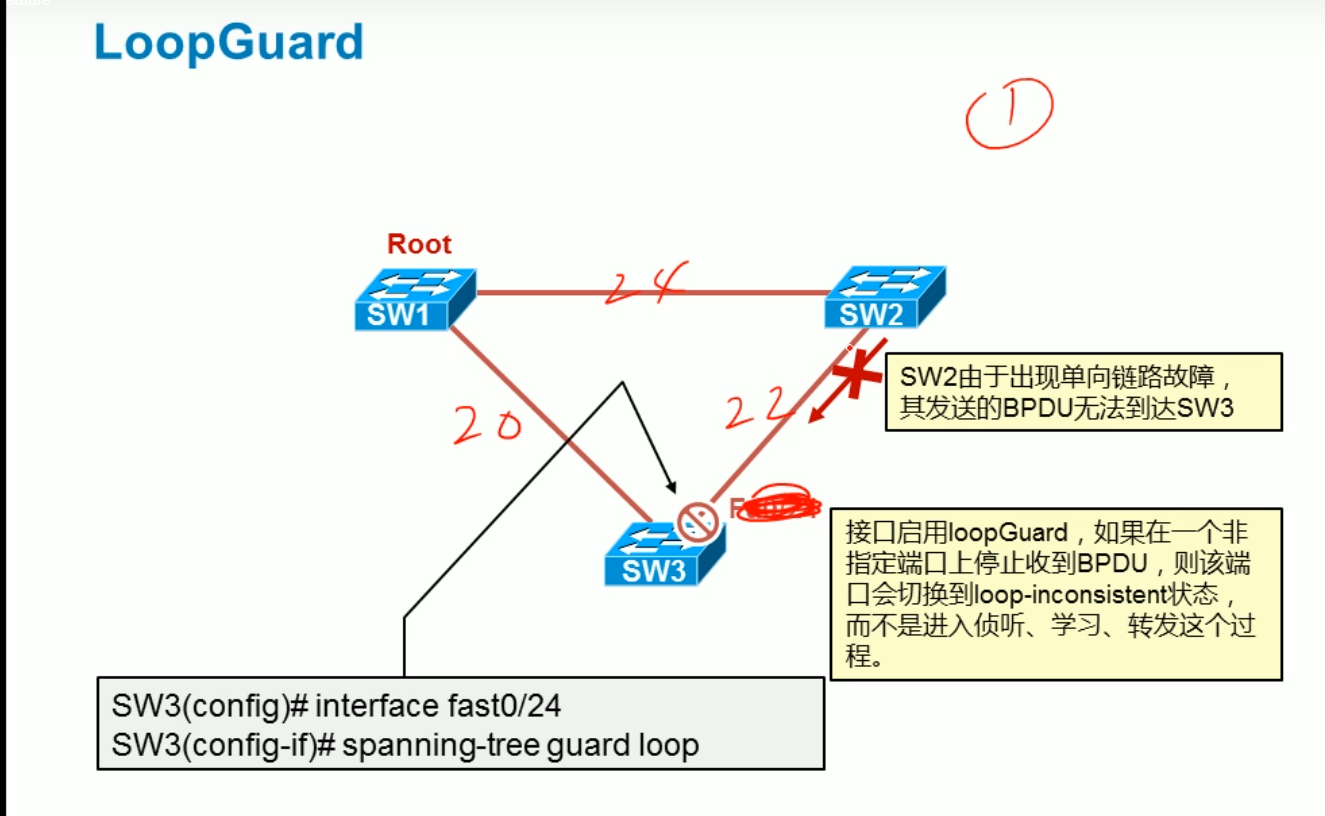 LoopGuard
①
Root
SW1
24
SW2
SW2由于出现单向链路故障，
其发送的BPDU无法到达SW3
20
22
SW3
接口启用loopGuard，如果在一个非
指定端口上停止收到BPDU，则该端
口会切换到loop-inconsistent状态，
而不是进入侦听、学习、转发这个过
程。
SW3(config)# interface fast0/24
SW3(config-if)# spanning-tree guard loop